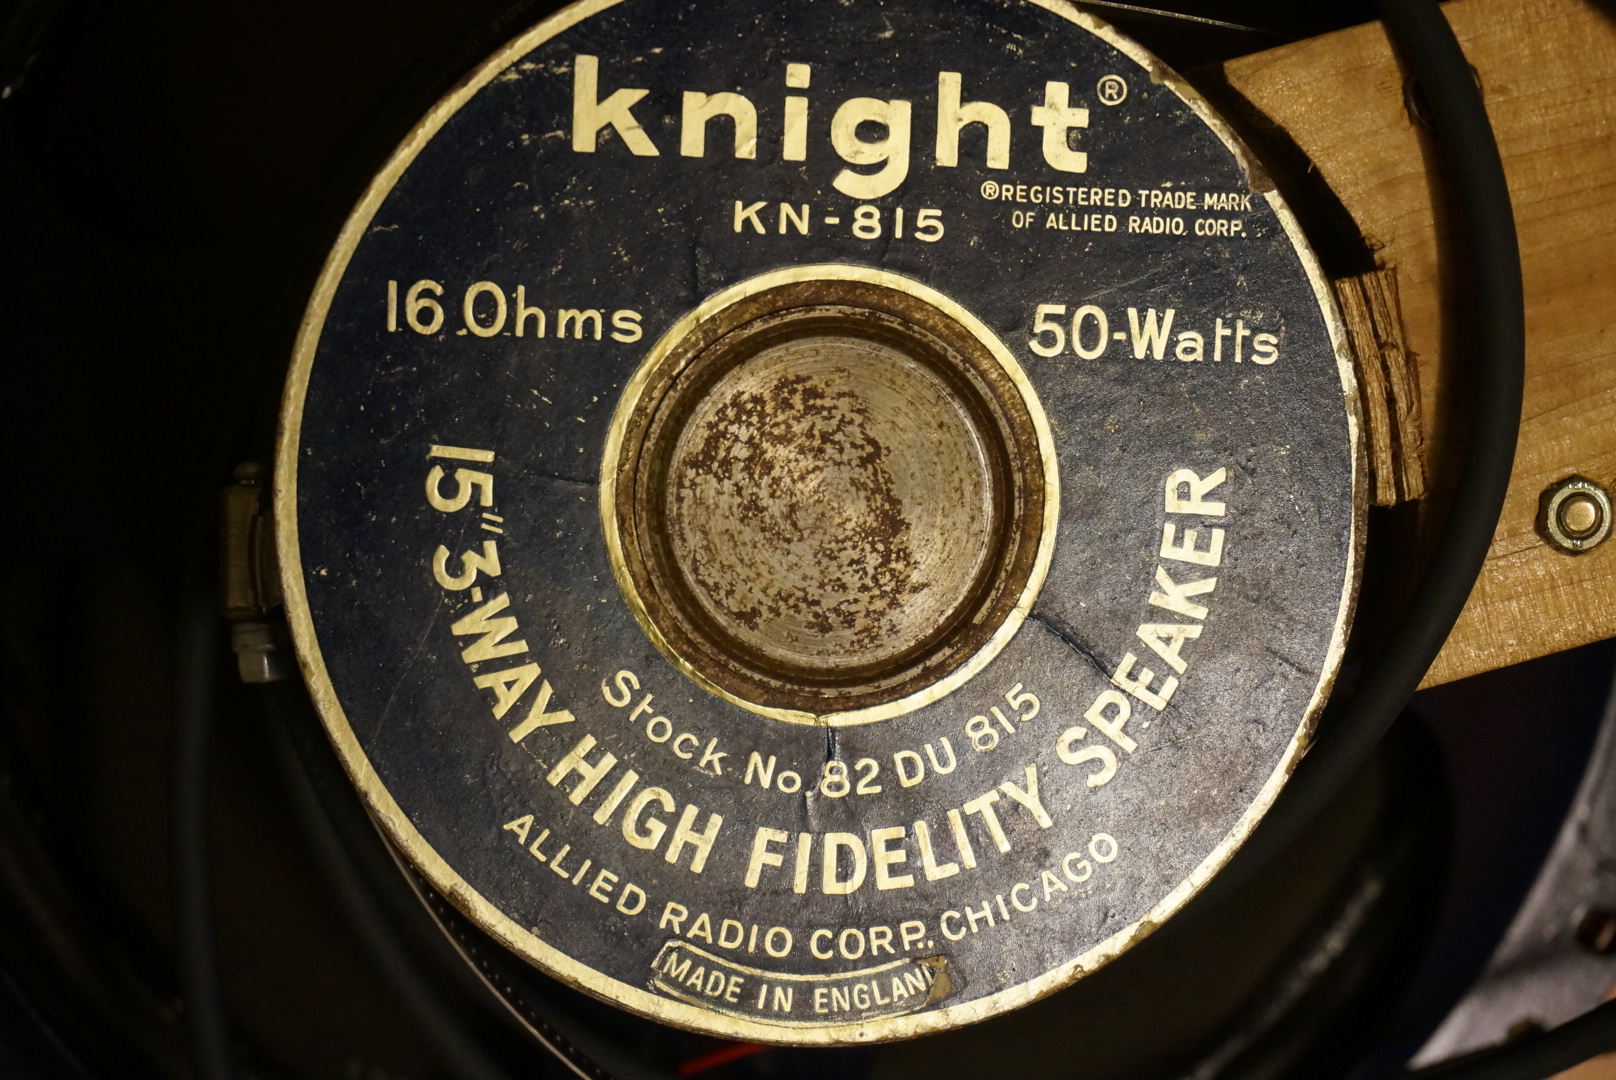 knight®
®REGISTERED TRADE MARK
OF ALLIED RADIO CORP.
KN-815
16 Ohms
50-Watts
15" 3-WAY HIGH FIDELITY SPEAKER
Stock No. 82 DU 815
ALLIED RADIO CORP., CHICAGO
MADE IN ENGLAND